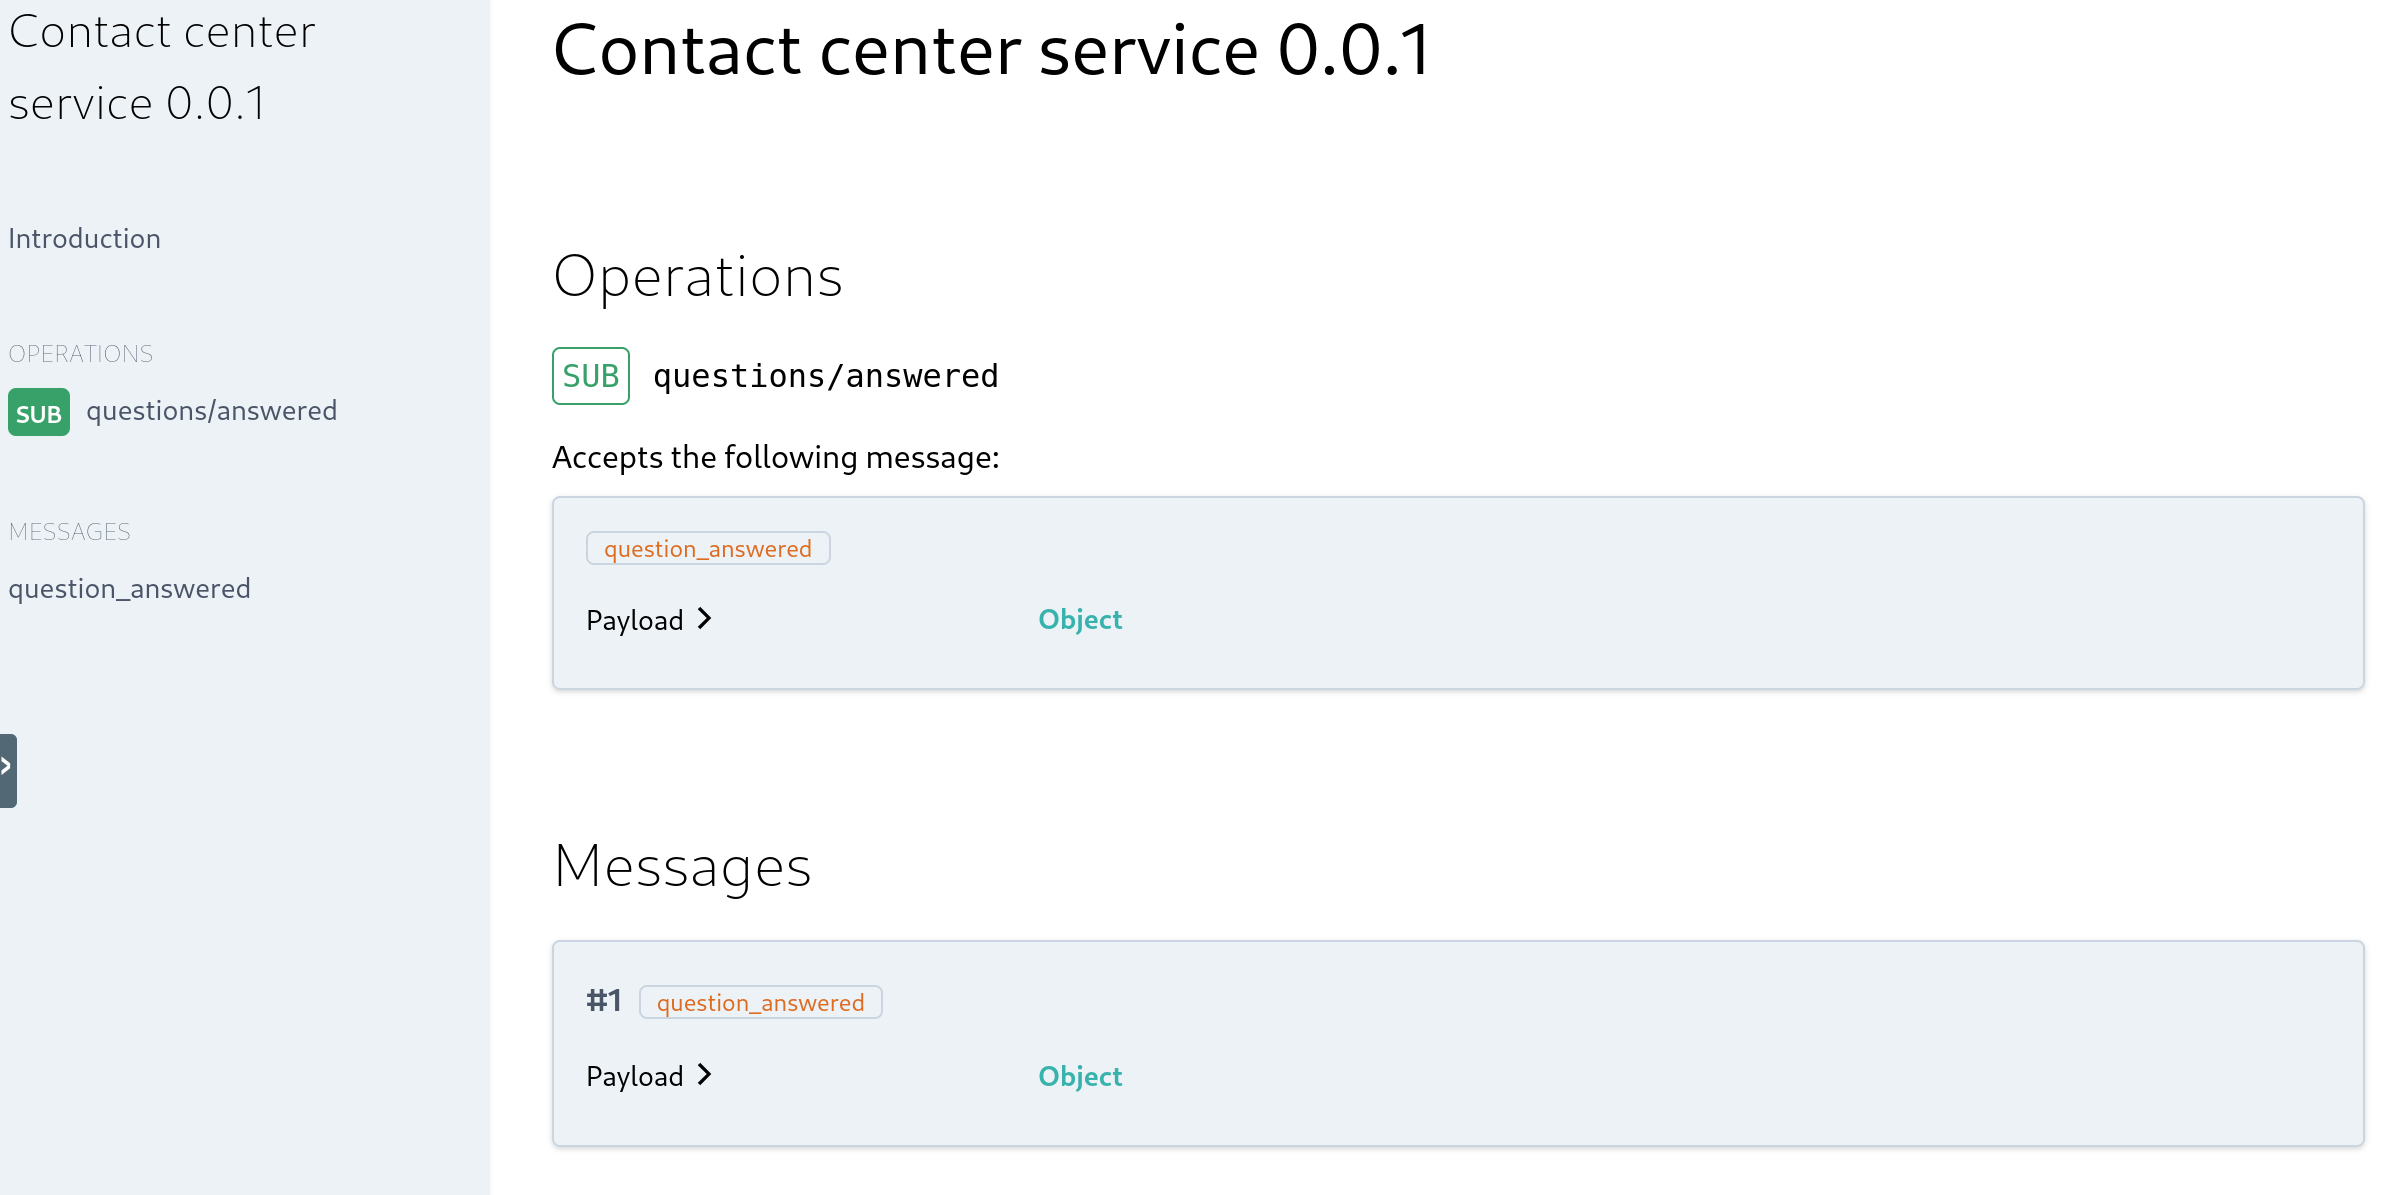 Contact center
service 0.0.1
Introduction
OPERATIONS
SUB questions/answered
MESSAGES
question_answered
Contact center service 0.0.1
Operations
SUB questions/answered
Accepts the following message:
question_answered
Payload Object
Messages
#1 question_answered
Payload Object